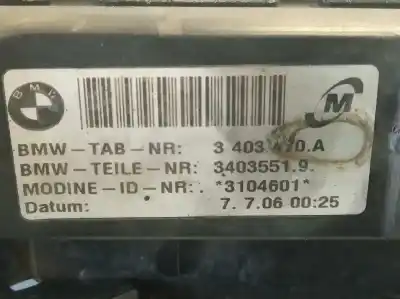 BMW
M
BMW-TAB-NR: 3 403
BMW-TEILE-NR: 3403551.9.
MODINE-ID-NR:. *3104601*
Datum: 7. 7.06 00:25